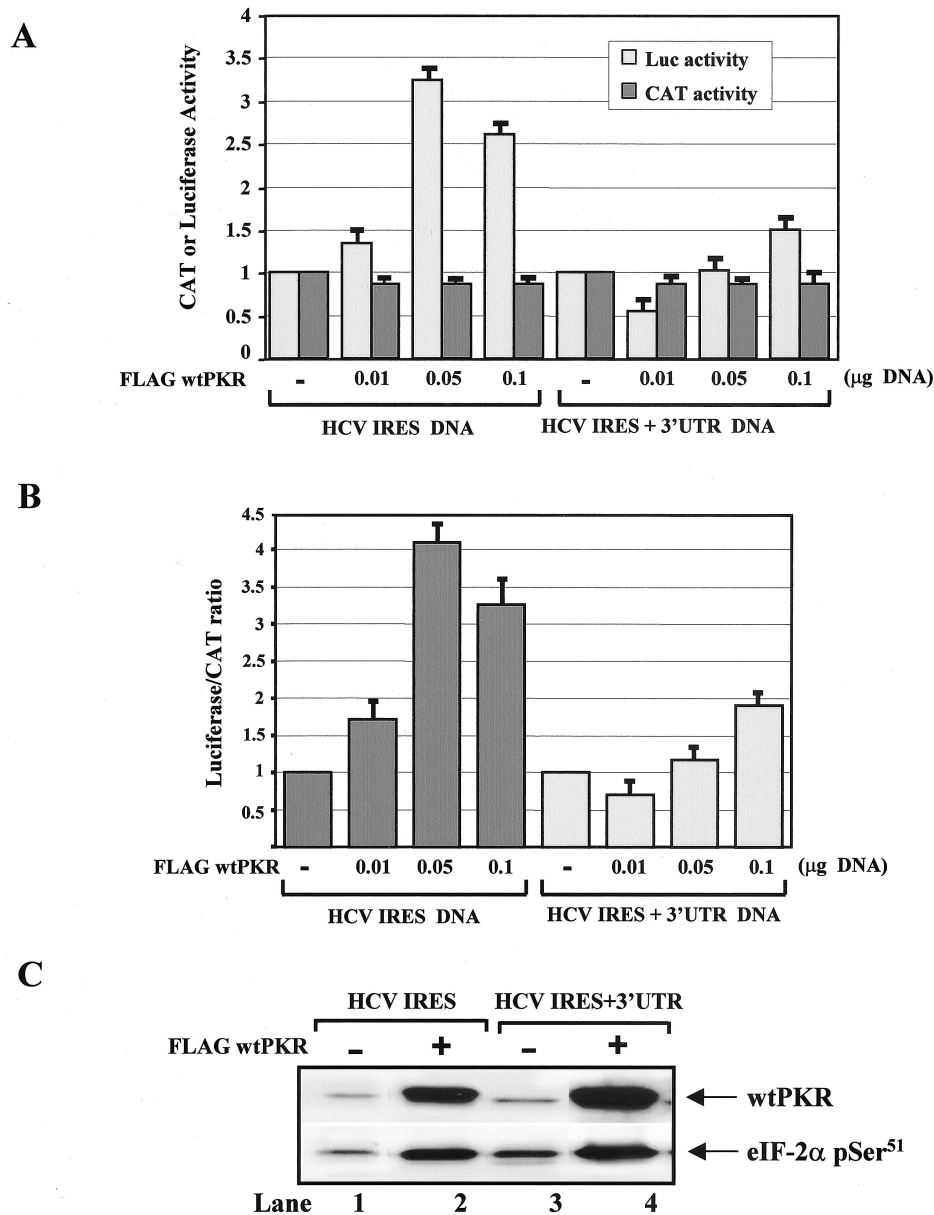 A
CAT or Luciferase Activity
4
3.5
3
2.5
2
1.5
1
0.5
0
Luc activity
CAT activity
FLAG wtPKR - 0.01 0.05 0.1 - 0.01 0.05 0.1 (μg DNA)
HCV IRES DNA HCV IRES + 3'UTR DNA
B
Luciferase/CAT ratio
4.5
4
3.5
3
2.5
2
1.5
1
0.5
0
FLAG wtPKR - 0.01 0.05 0.1 - 0.01 0.05 0.1 (μg DNA)
HCV IRES DNA HCV IRES + 3'UTR DNA
C
HCV IRES HCV IRES+3'UTR
FLAG wtPKR - + - +
wtPKR
eIF-2α pSer⁵¹
Lane 1 2 3 4